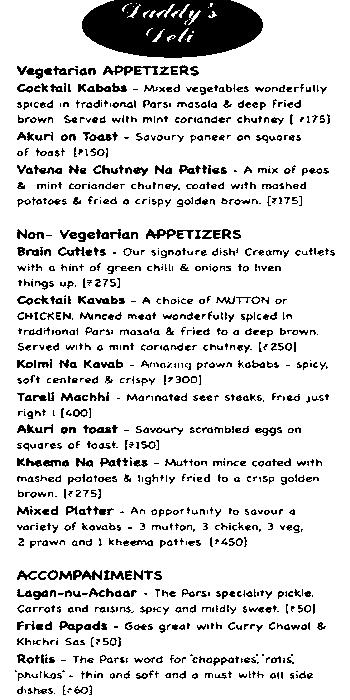 Daddy's
Deli
Vegetarian APPETIZERS
Cocktail Kababs - Mixed vegetables wonderfully
spiced in traditional Parsi masala & deep fried
brown Served with mint coriander chutney [ ₹175]
Akuri on Toast - Savoury paneer on squares
of toast [₹150]
Vatena Ne Chutney Na Patties - A mix of peas
& mint coriander chutney, coated with mashed
potatoes & fried a crispy golden brown. [₹175]
Non- Vegetarian APPETIZERS
Brain Cutlets - Our signature dish! Creamy cutlets
with a hint of green chilli & onions to liven
things up. [₹275]
Cocktail Kavabs - A choice of MUTTON or
CHICKEN. Minced meat wonderfully spiced in
traditional Parsi masala & fried to a deep brown.
Served with a mint coriander chutney. [₹250]
Kolmi Na Kavab - Amazing prawn kababs - spicy,
soft centered & crispy [₹300]
Tareli Machhi - Marinated seer steaks, fried just
right ! [400]
Akuri on toast - Savoury scrambled eggs on
squares of toast. [₹150]
Kheema Na Patties - Mutton mince coated with
mashed potatoes & lightly fried to a crisp golden
brown. [₹275]
Mixed Platter - An opportunity to savour a
variety of kavabs - 3 mutton, 3 chicken, 3 veg,
2 prawn and 1 kheema patties [₹450]
ACCOMPANIMENTS
Lagan-nu-Achaar - The Parsi speciality pickle.
Carrots and raisins, spicy and mildly sweet. [₹50]
Fried Papads - Goes great with Curry Chawal &
Khichri Sas [₹50]
Rotlis - The Parsi word for 'chappaties', 'rotis',
'phulkas' - thin and soft and a must with all side
dishes. [₹60]